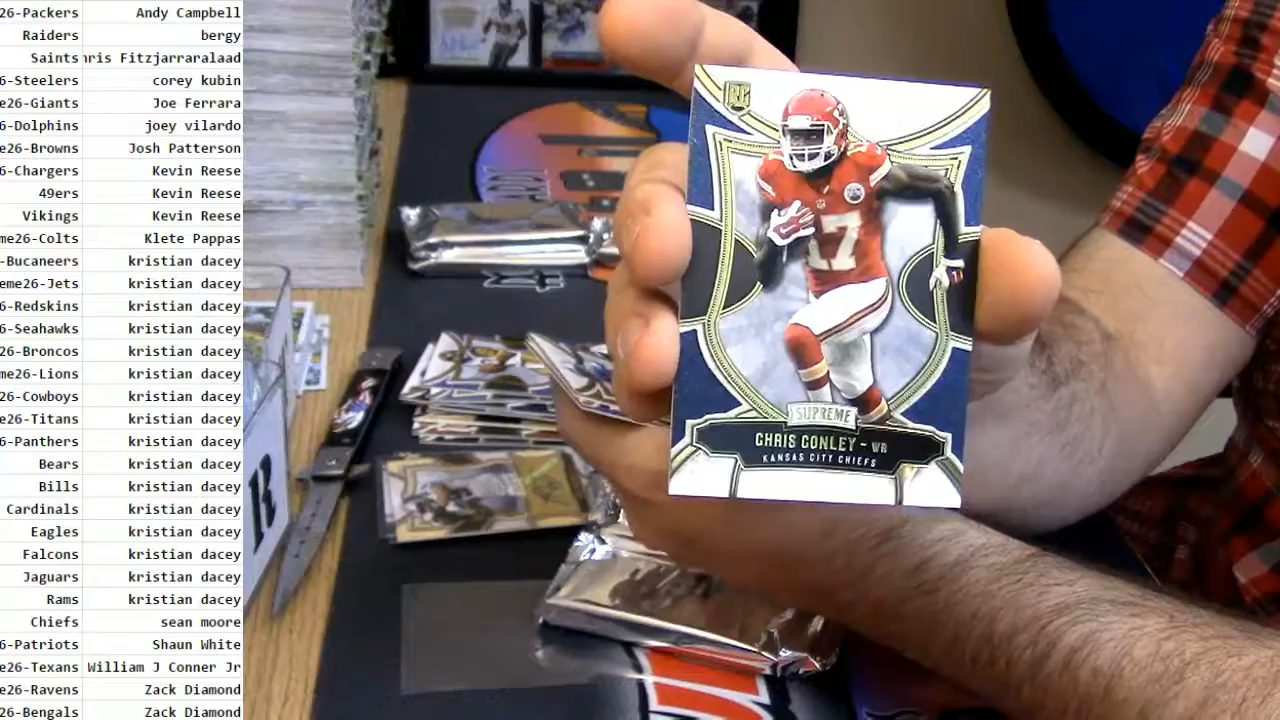 26-Packers Andy Campbell
Raiders bergy
Saints ris Fitzjarraralaad
6-Steelers corey kubin
e26-Giants Joe Ferrara
6-Dolphins joey vilardo
e26-Browns Josh Patterson
-Chargers Kevin Reese
49ers Kevin Reese
Vikings Kevin Reese
me26-Colts Klete Pappas
-Bucaneers kristian dacey
eme26-Jets kristian dacey
6-Redskins kristian dacey
-Seahawks kristian dacey
26-Broncos kristian dacey
me26-Lions kristian dacey
26-Cowboys kristian dacey
e26-Titans kristian dacey
-Panthers kristian dacey
Bears kristian dacey
Bills kristian dacey
Cardinals kristian dacey
Eagles kristian dacey
Falcons kristian dacey
Jaguars kristian dacey
Rams kristian dacey
Chiefs sean moore
6-Patriots Shaun White
e26-Texans William J Conner Jr
e26-Ravens Zack Diamond
26-Bengals Zack Diamond
RC
17
SUPREME
CHRIS CONLEY - WR
KANSAS CITY CHIEFS
R